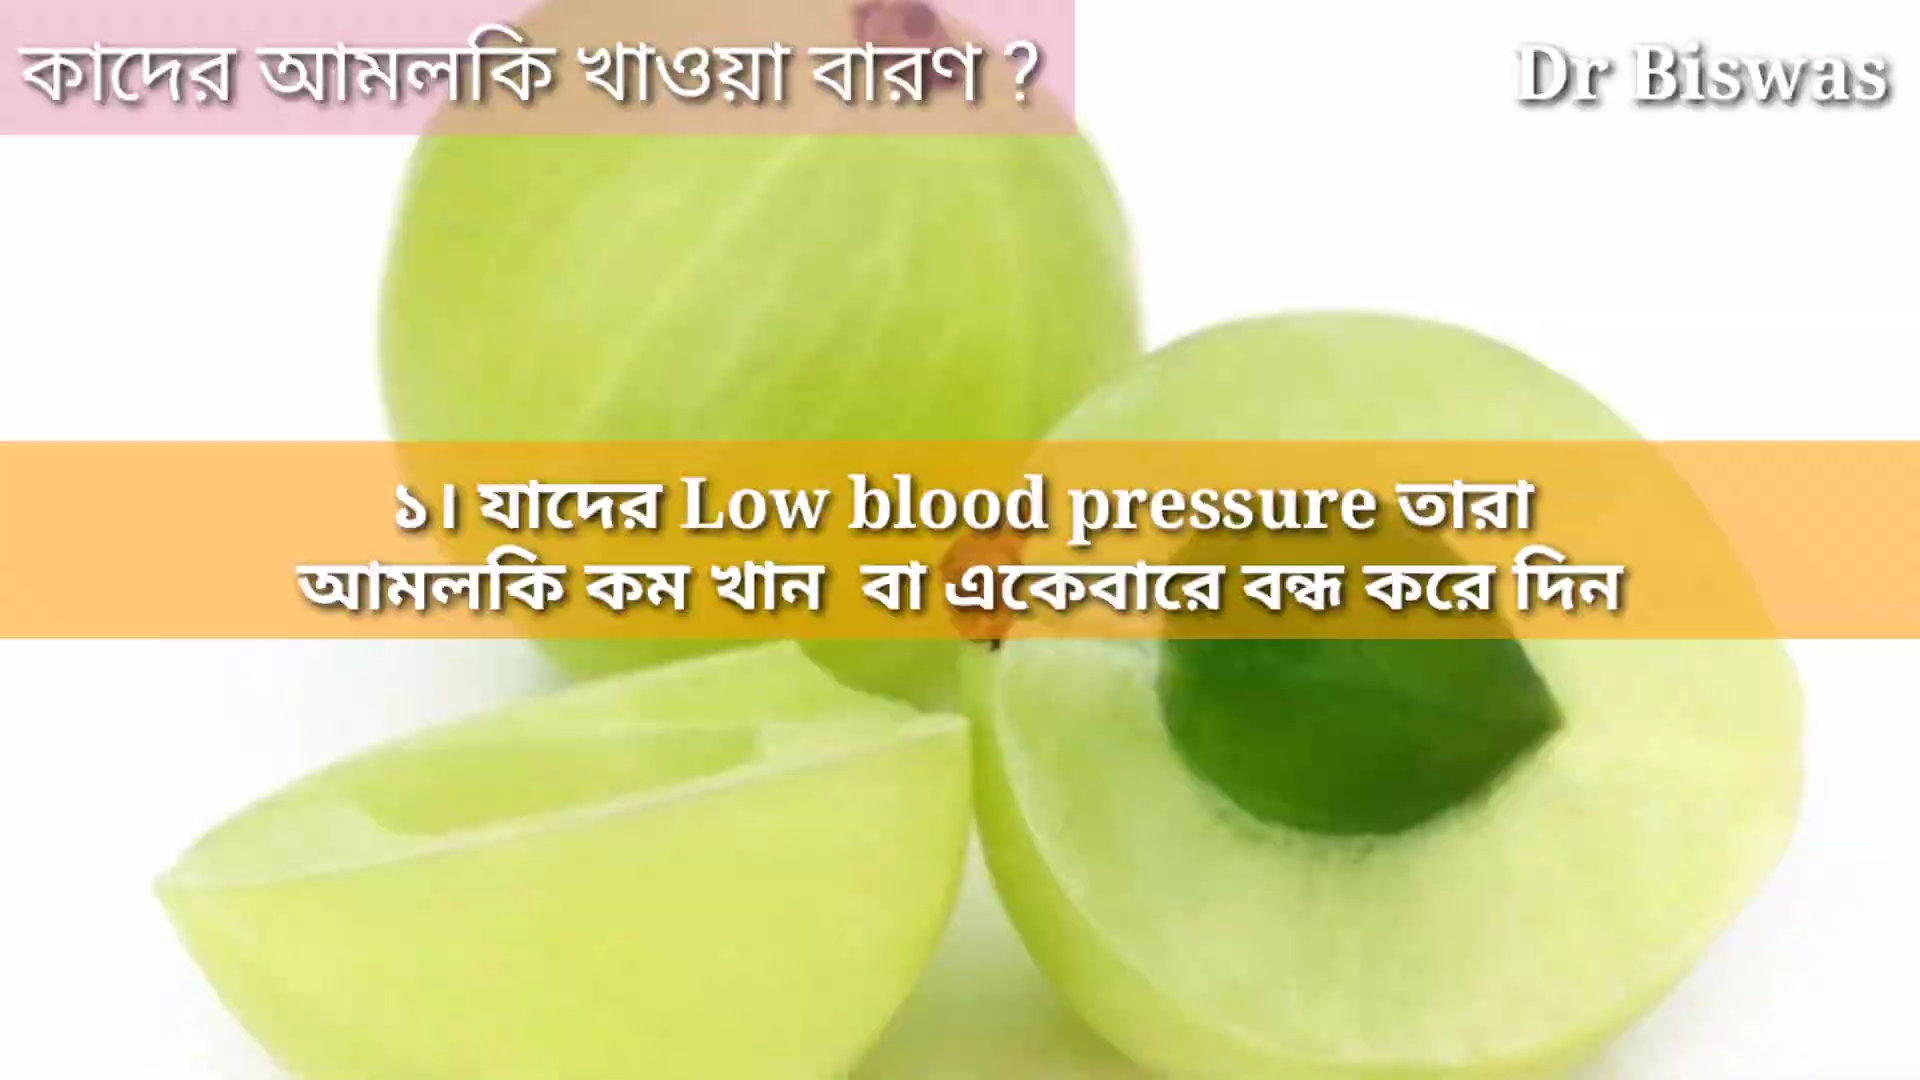 কাদের আমলকি খাওয়া বারণ ?
Dr Biswas
১। যাদের Low blood pressure তারা
আমলকি কম খান বা একেবারে বন্ধ করে দিন